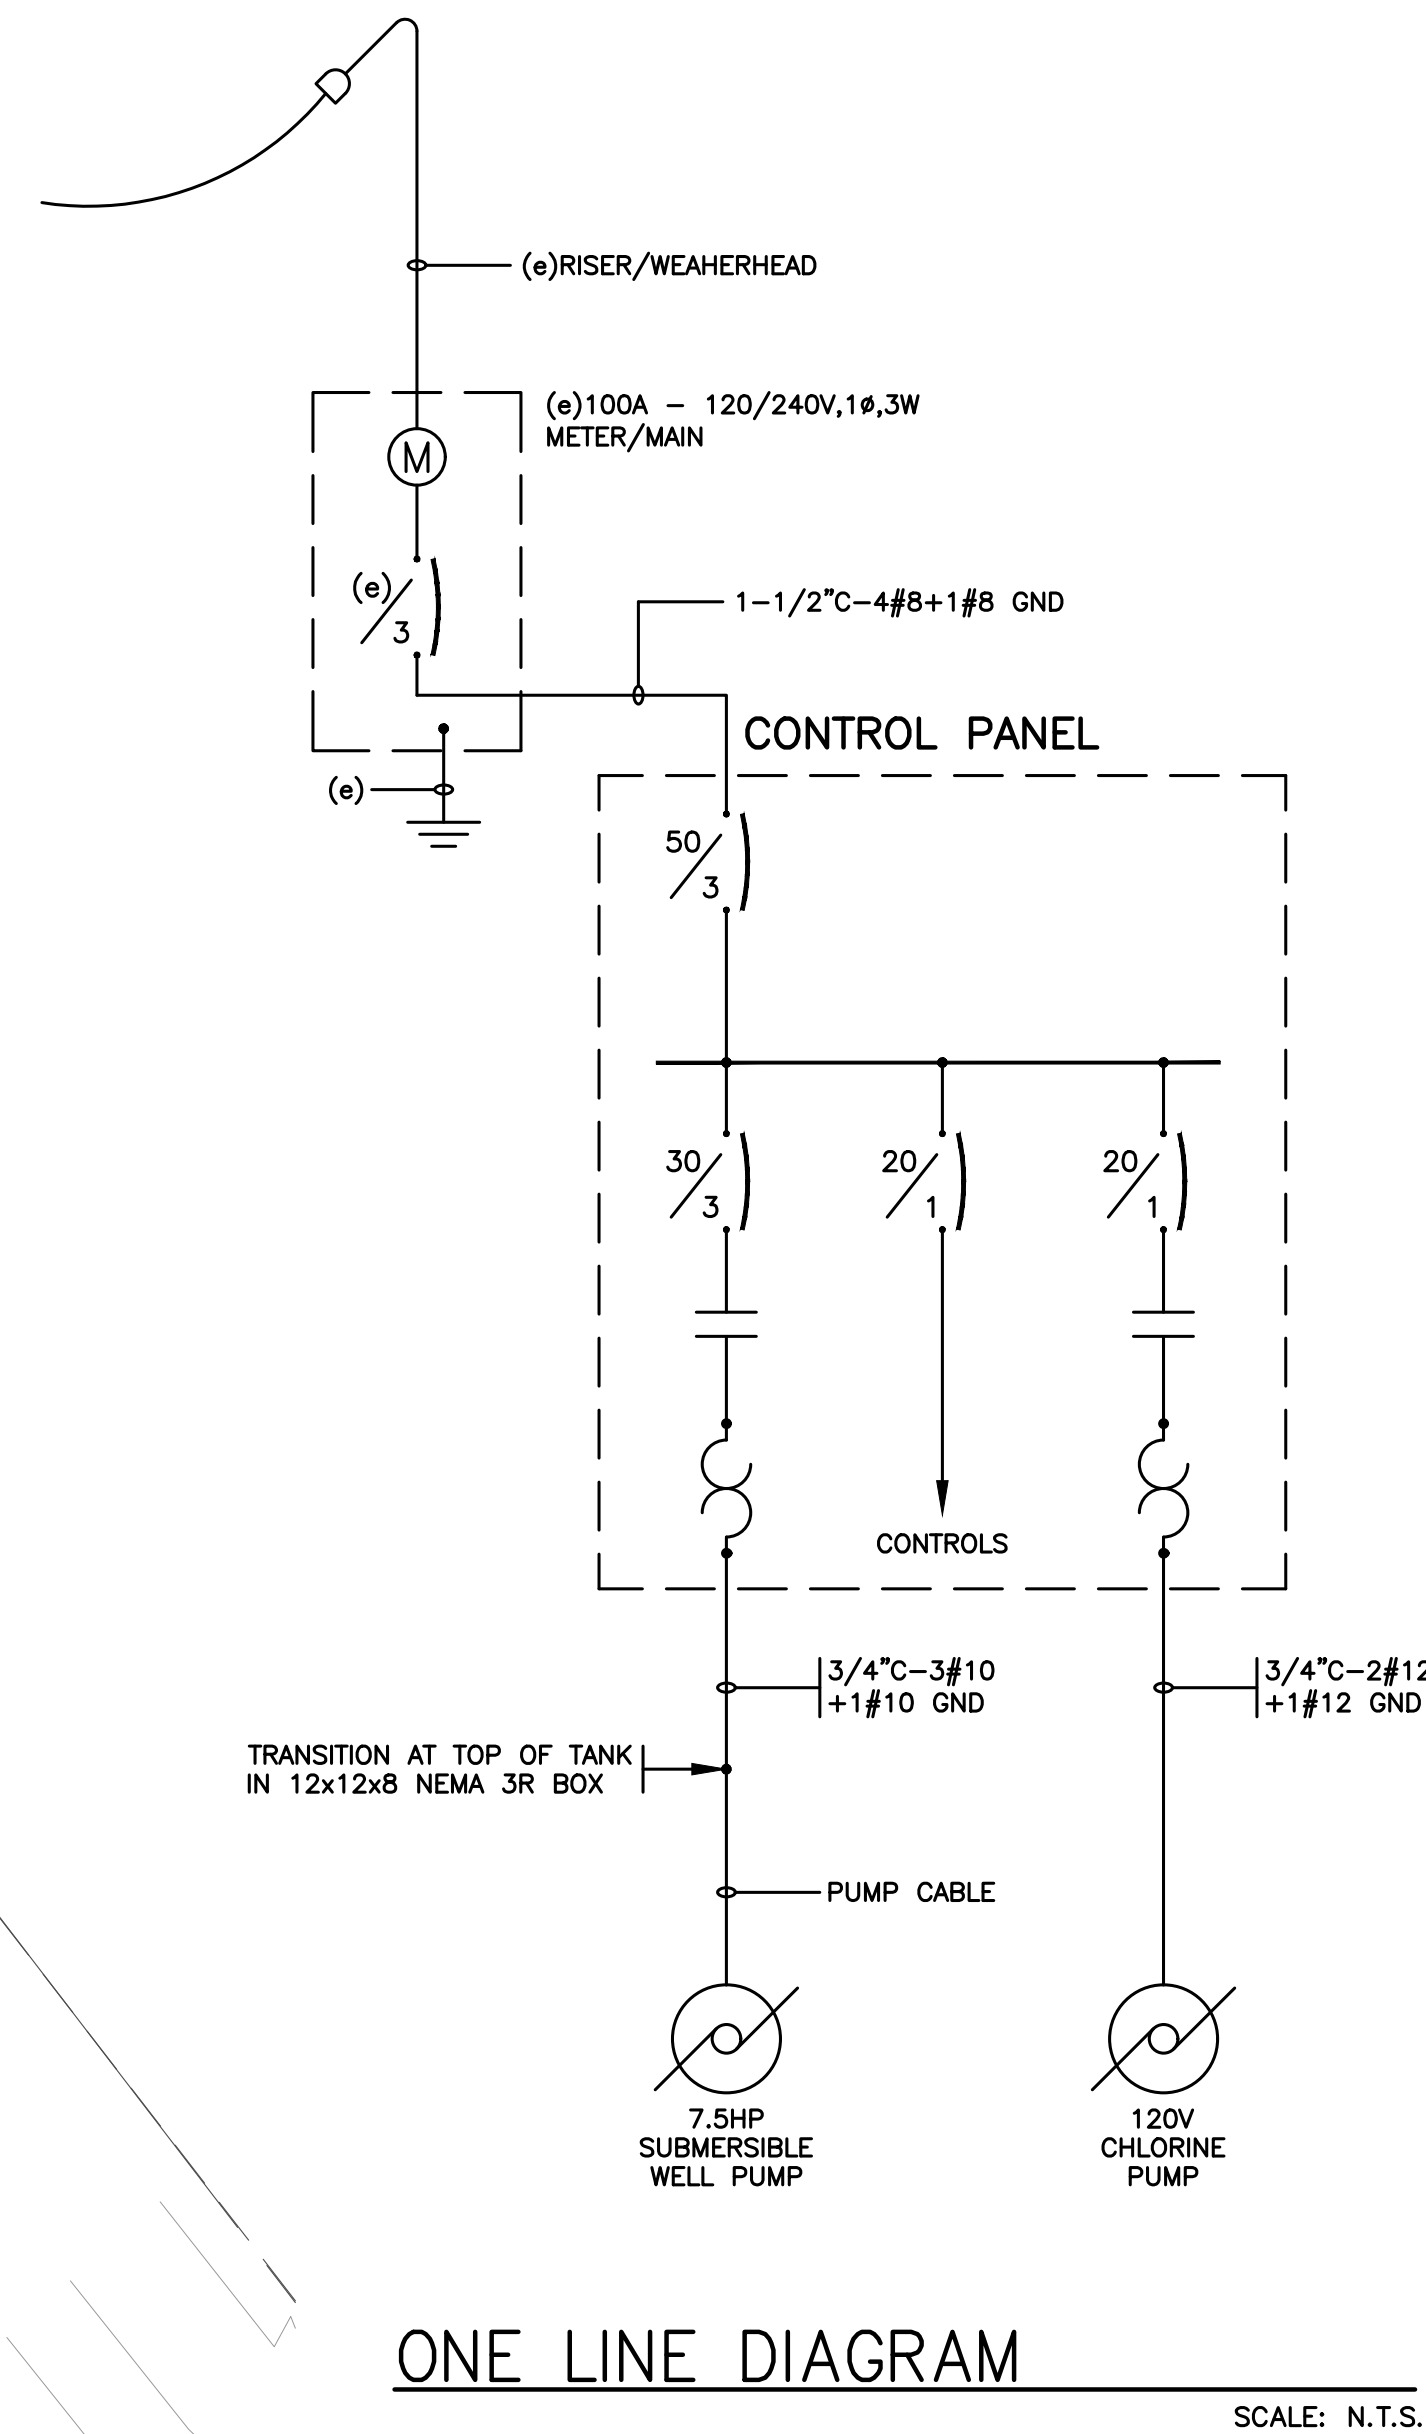 (e)RISER/WEAHERHEAD
(e)100A - 120/240V,1ø,3W
METER/MAIN
M
(e)/3
1-1/2"C-4#8+1#8 GND
CONTROL PANEL
(e)
50/3
30/3
20/1
20/1
CONTROLS
3/4"C-3#10
+1#10 GND
3/4"C-2#12
+1#12 GND
TRANSITION AT TOP OF TANK
IN 12x12x8 NEMA 3R BOX
PUMP CABLE
7.5HP
SUBMERSIBLE
WELL PUMP
120V
CHLORINE
PUMP
ONE LINE DIAGRAM
SCALE: N.T.S.